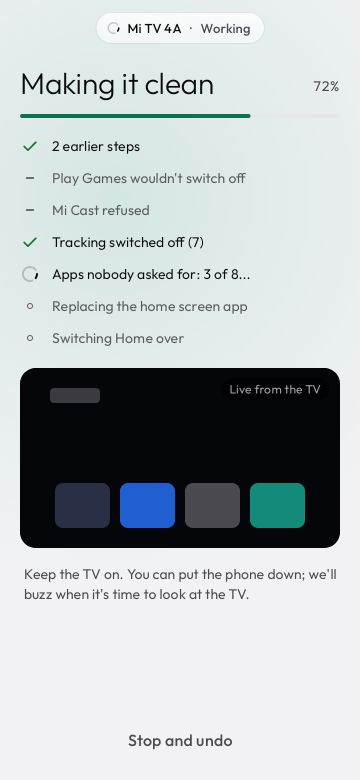 Mi TV 4A · Working
Making it clean
72%
2 earlier steps
Play Games wouldn't switch off
Mi Cast refused
Tracking switched off (7)
Apps nobody asked for: 3 of 8...
Replacing the home screen app
Switching Home over
Live from the TV
Keep the TV on. You can put the phone down; we'll
buzz when it's time to look at the TV.
Stop and undo